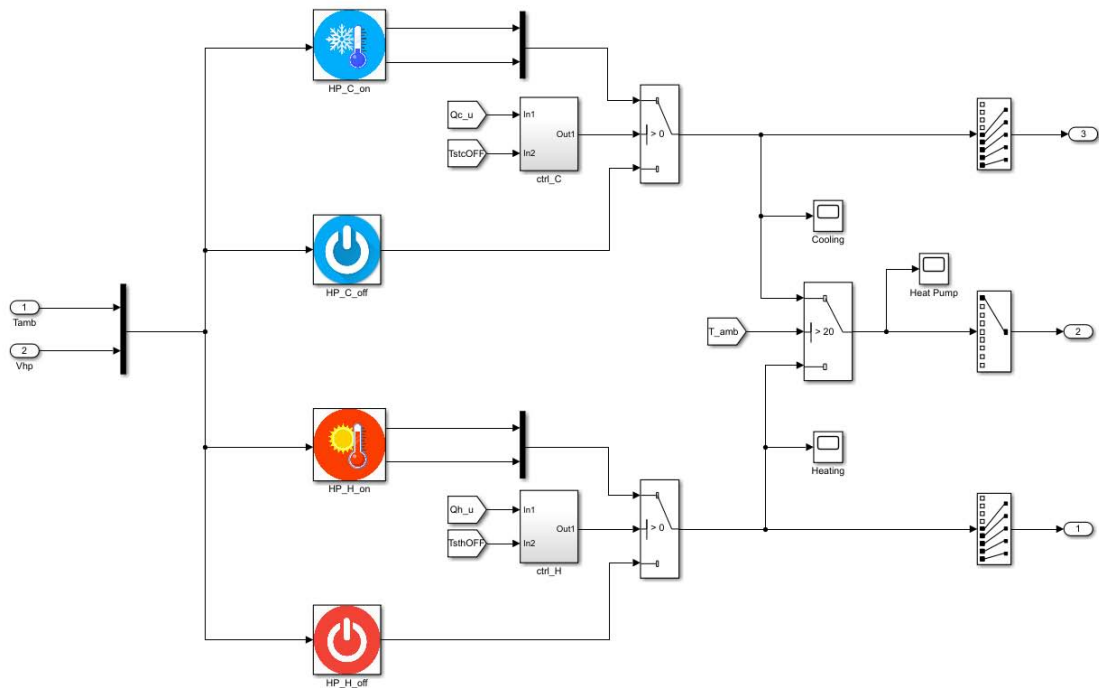 HP_C_on
Qc_u
In1
TstcOFF
In2
Out1
ctrl_C
> 0
3
Cooling
HP_C_off
Heat Pump
1
Tamb
2
Vhp
T_amb
> 20
2
HP_H_on
Heating
Qh_u
In1
TsthOFF
In2
Out1
ctrl_H
> 0
1
HP_H_off